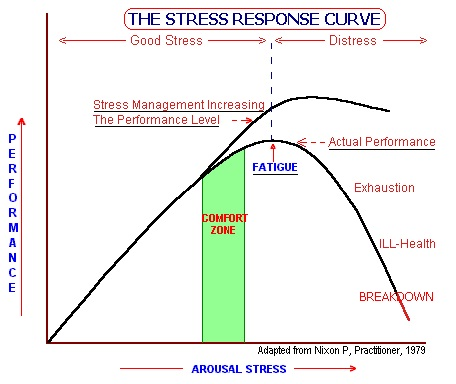 THE STRESS RESPONSE CURVE
Good Stress
Distress
Stress Management Increasing
The Performance Level
Actual Performance
FATIGUE
Exhaustion
COMFORT
ZONE
ILL-Health
BREAKDOWN
PERFORMANCE
Adapted from Nixon P, Practitioner, 1979
AROUSAL STRESS